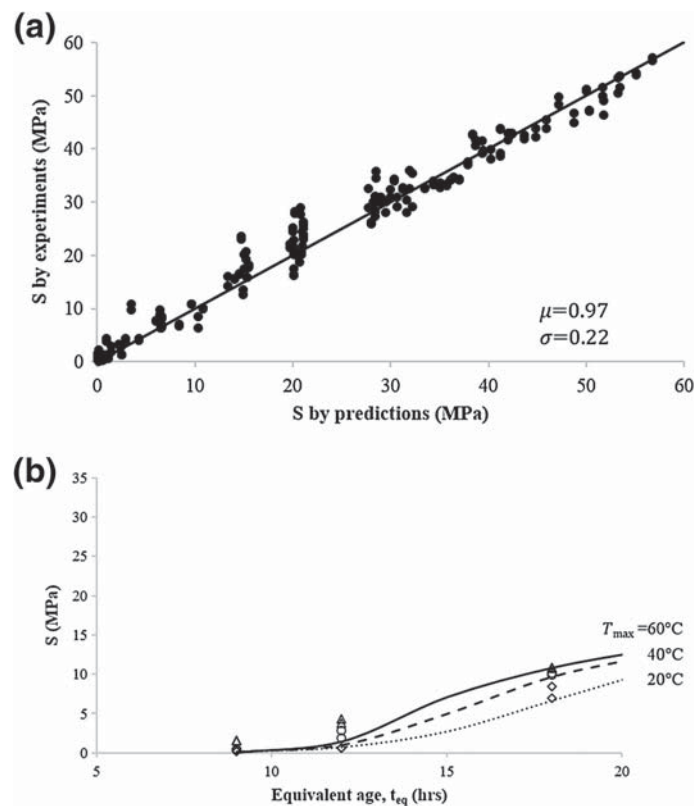 (a)
60
50
40
30
20
10
0
S by experiments (MPa)
μ=0.97
σ=0.22
0 10 20 30 40 50 60
S by predictions (MPa)
(b)
35
30
25
20
15
10
5
0
S (MPa)
T_max =60°C
40°C
20°C
5 10 15 20
Equivalent age, t_eq (hrs)